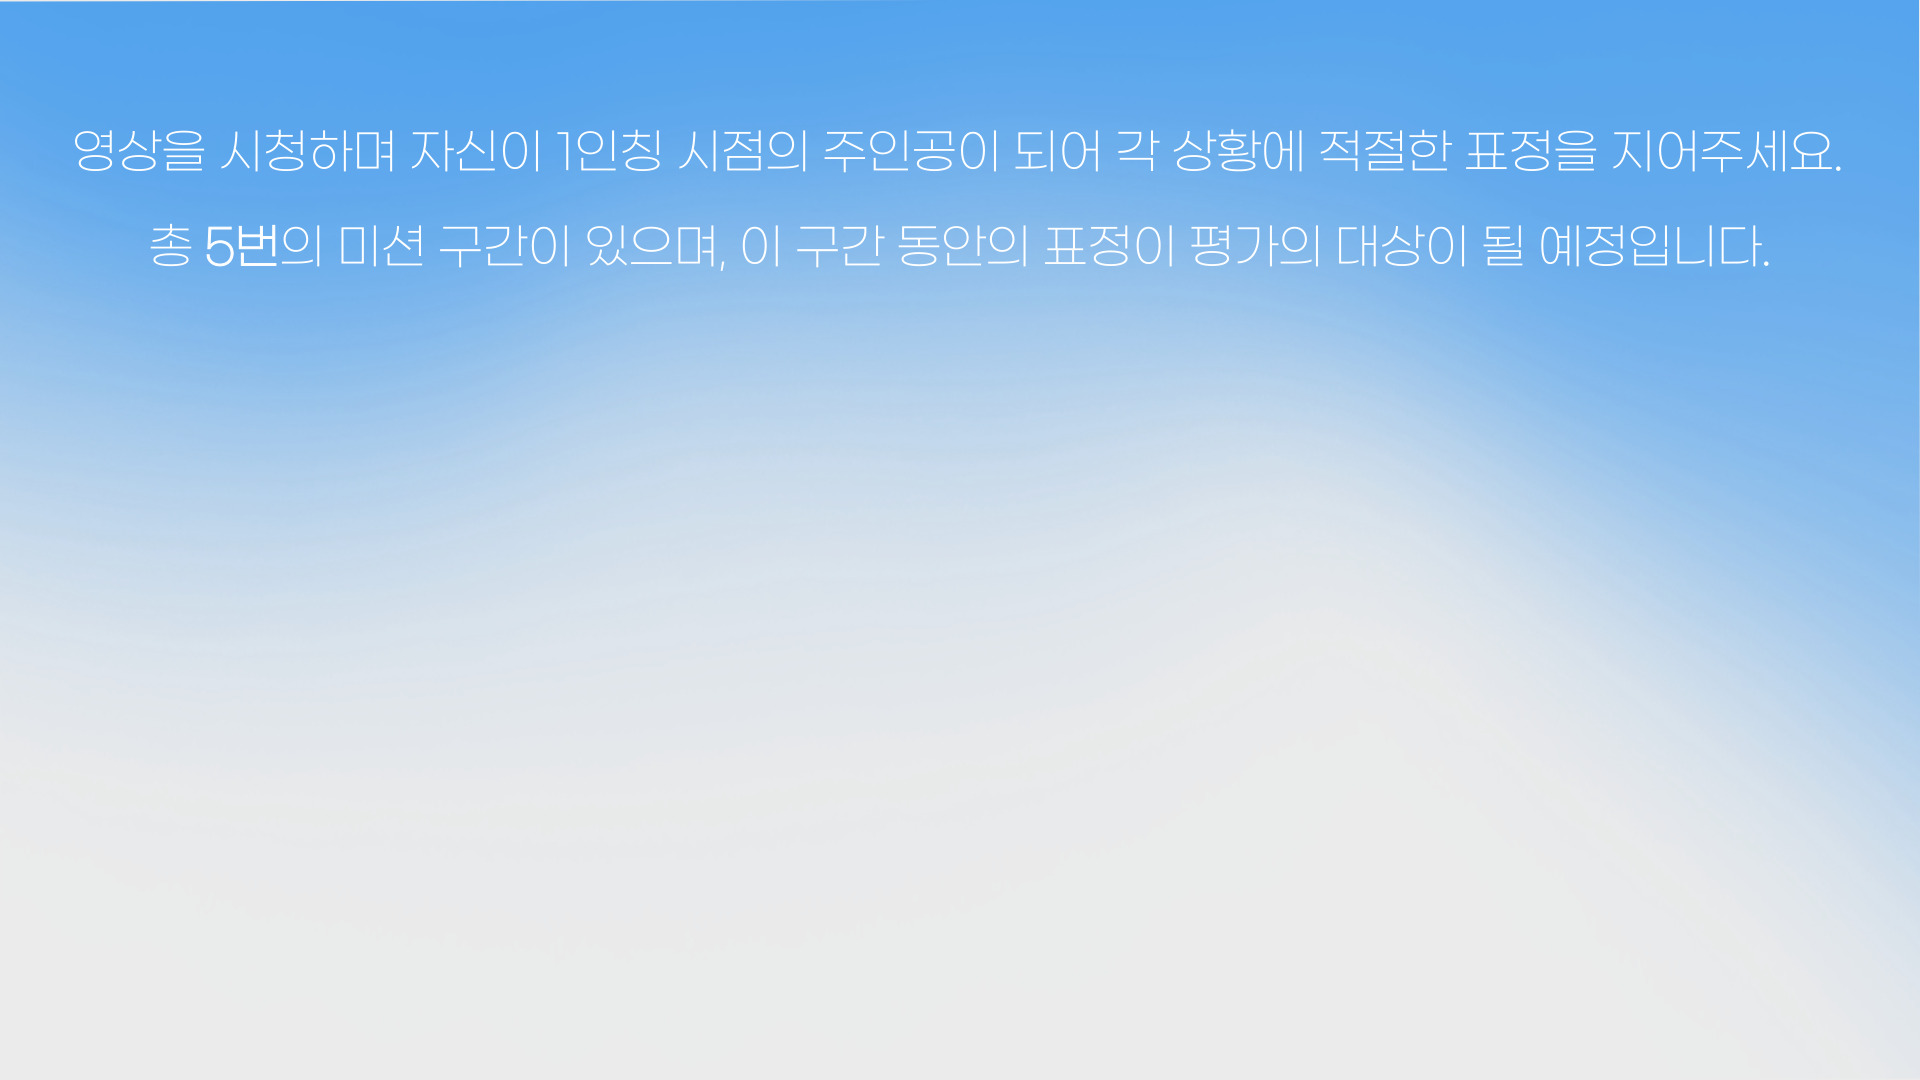 영상을 시청하며 자신이 1인칭 시점의 주인공이 되어 각 상황에 적절한 표정을 지어주세요.
총 5번의 미션 구간이 있으며, 이 구간 동안의 표정이 평가의 대상이 될 예정입니다.